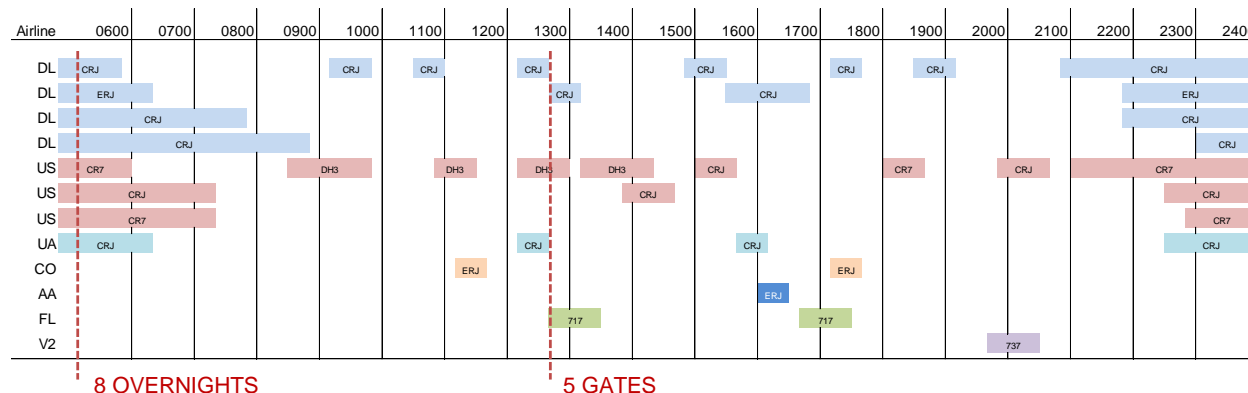 Airline 0600 0700 0800 0900 1000 1100 1200 1300 1400 1500 1600 1700 1800 1900 2000 2100 2200 2300 2400
DL CRJ CRJ CRJ CRJ CRJ CRJ CRJ CRJ
DL ERJ CRJ CRJ ERJ
DL CRJ CRJ
DL CRJ CRJ
US CR7 DH3 DH3 DH3 DH3 CRJ CR7 CRJ CR7
US CRJ CRJ CRJ
US CR7 CR7
UA CRJ CRJ CRJ CRJ
CO ERJ ERJ
AA ERJ
FL 717 717
V2 737
8 OVERNIGHTS 5 GATES